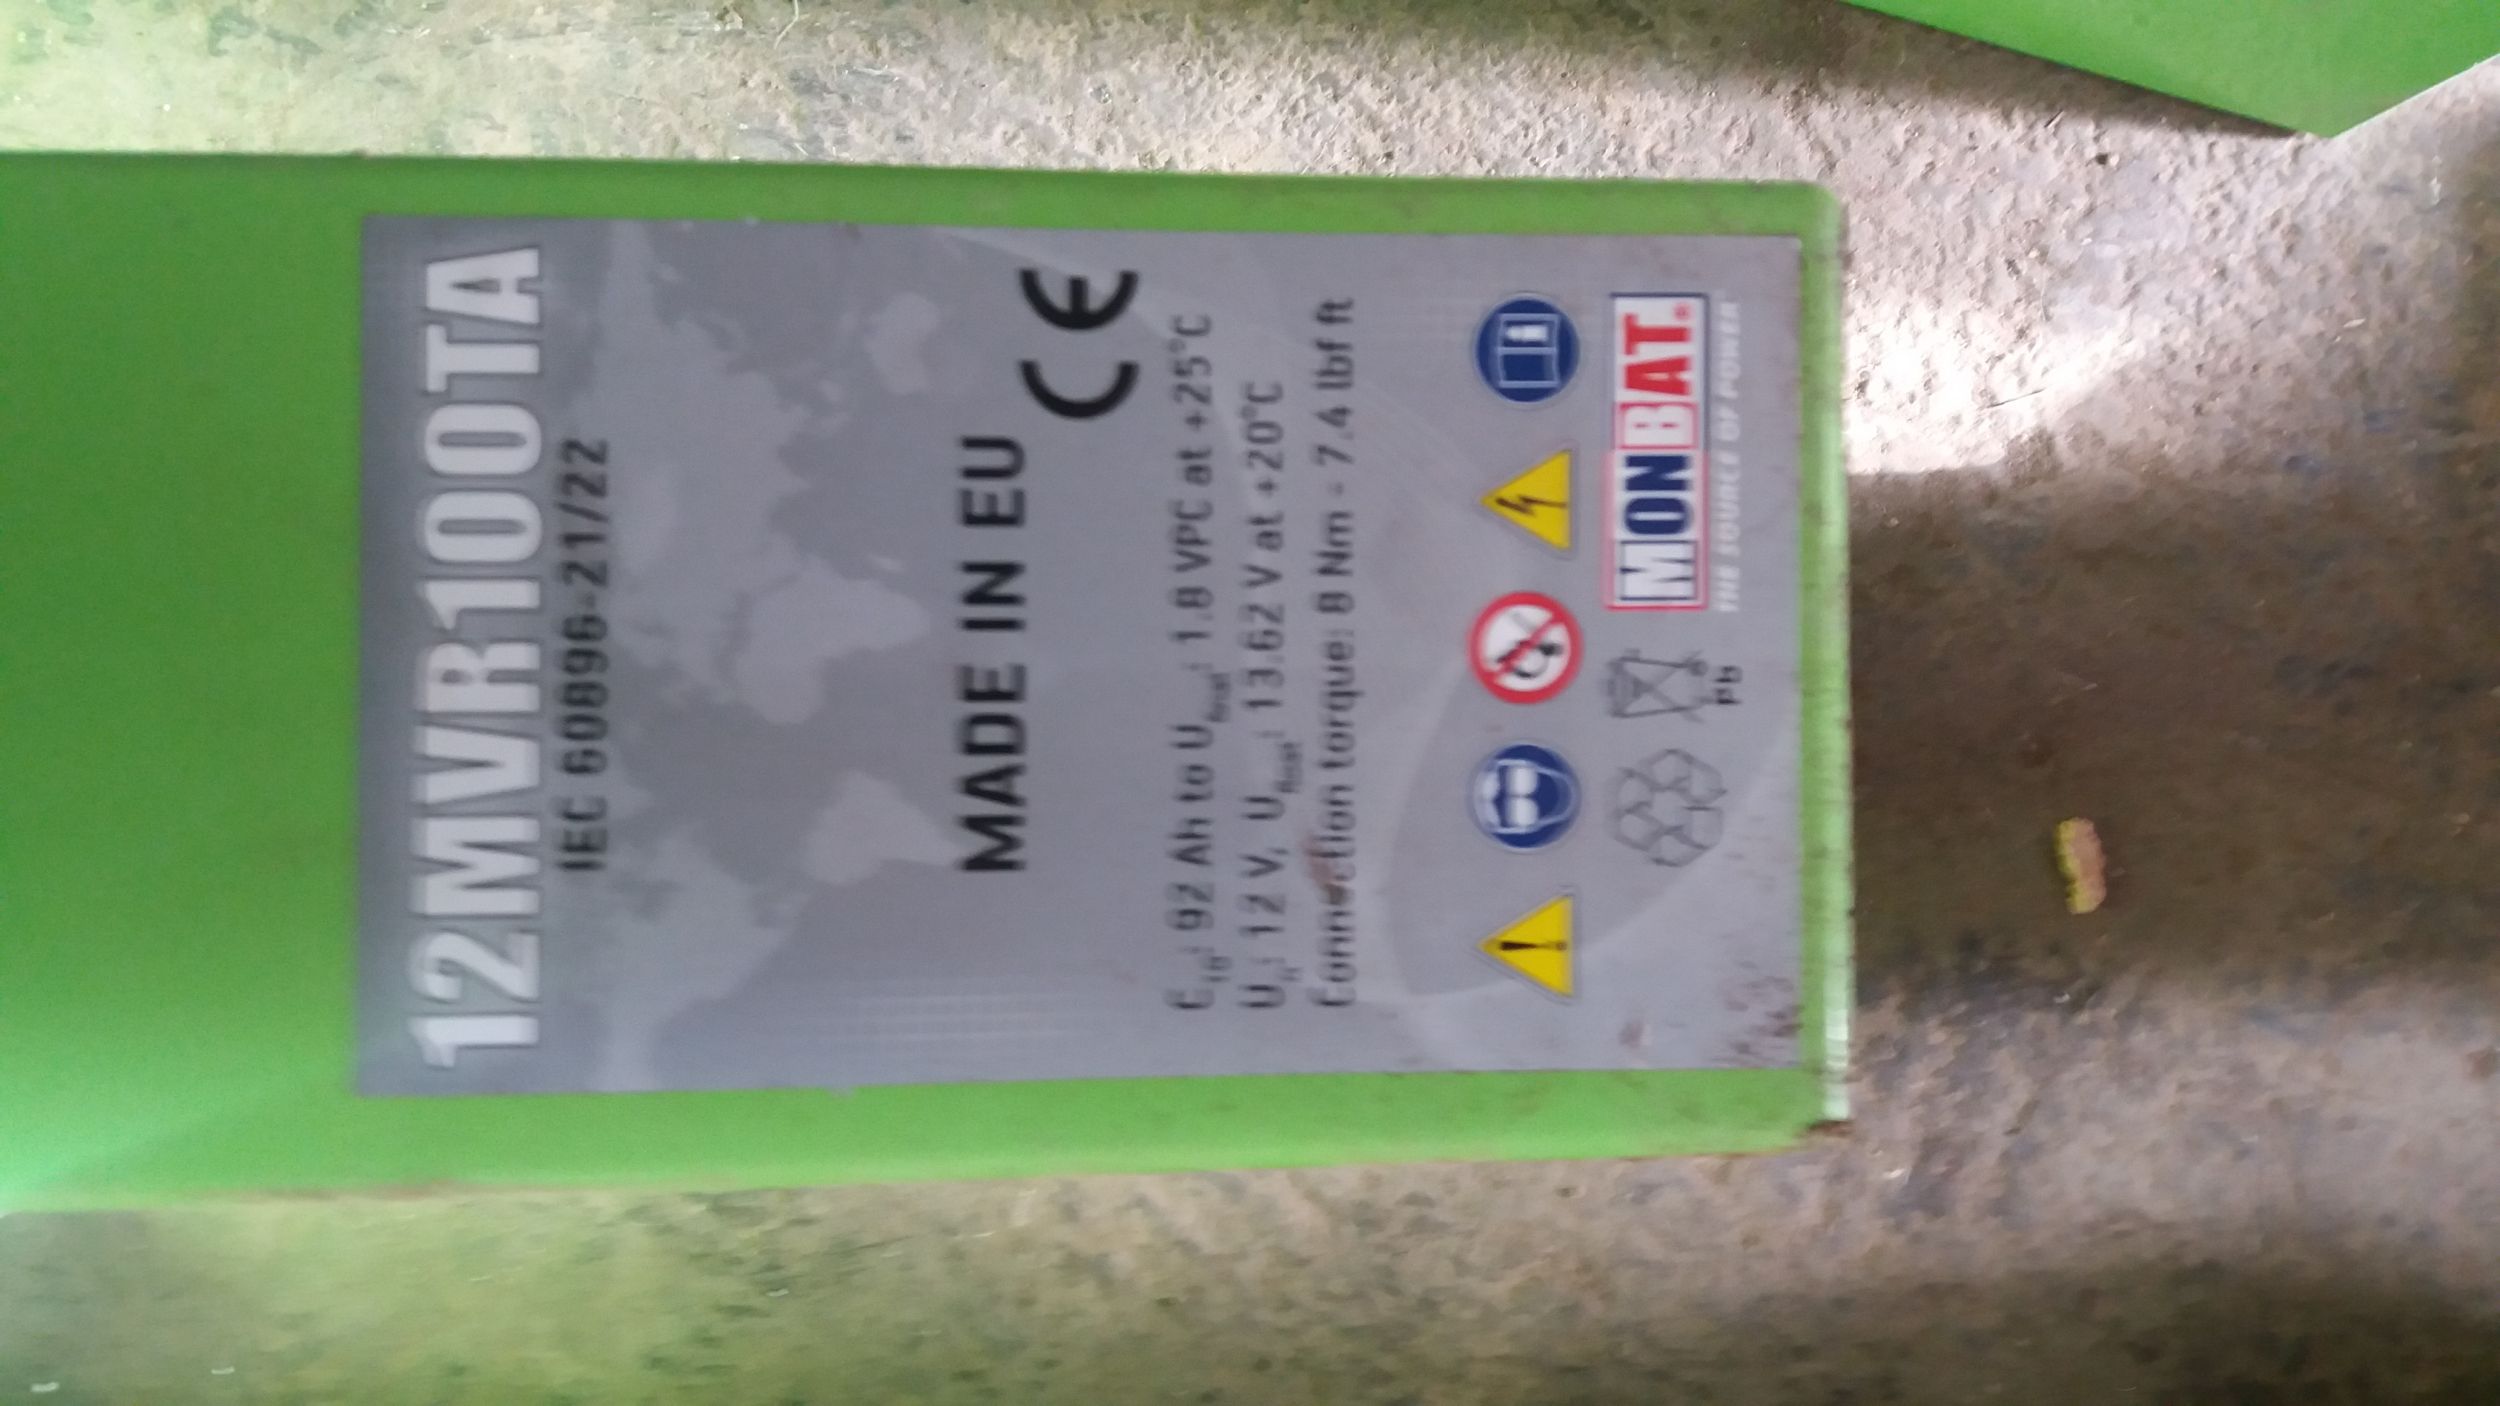 12MVR100TA
IEC 60896-21/22
MADE IN EU
CE
C10: 92 Ah to Ufloat: 1.8 VPC at +25°C
Un: 12 V, Ufloat: 13.62 V at +20°C
Connection torque: 8 Nm - 7.4 lbf ft
Pb
MONBAT®
THE SOURCE OF POWER